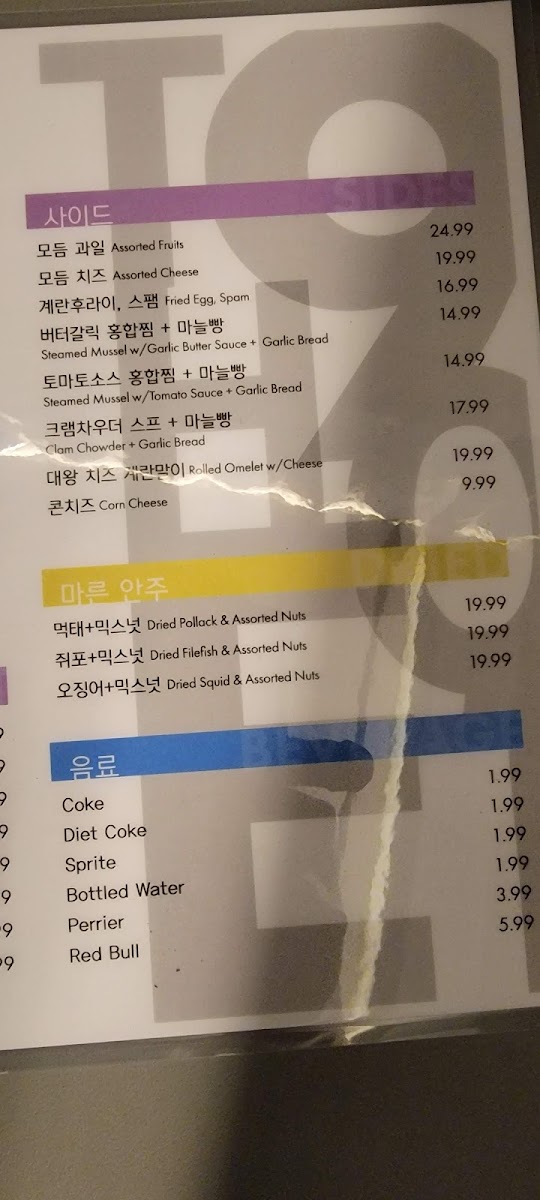 사이드 SIDES
모듬 과일 Assorted Fruits 24.99
모듬 치즈 Assorted Cheese 19.99
계란후라이, 스팸 Fried Egg, Spam 16.99
버터갈릭 홍합찜 + 마늘빵 14.99
Steamed Mussel w/Garlic Butter Sauce + Garlic Bread
토마토소스 홍합찜 + 마늘빵 14.99
Steamed Mussel w/Tomato Sauce + Garlic Bread
크램차우더 스프 + 마늘빵 17.99
Clam Chowder + Garlic Bread
대왕 치즈 계란말이 Rolled Omelet w/Cheese 19.99
콘치즈 Corn Cheese 9.99
마른 안주 DRIED
먹태+믹스넛 Dried Pollack & Assorted Nuts 19.99
쥐포+믹스넛 Dried Filefish & Assorted Nuts 19.99
오징어+믹스넛 Dried Squid & Assorted Nuts 19.99
음료 BEVERAGE
Coke 1.99
Diet Coke 1.99
Sprite 1.99
Bottled Water 1.99
Perrier 3.99
Red Bull 5.99